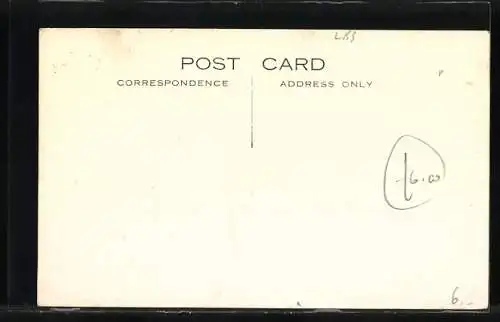 POST CARD
CORRESPONDENCE ADDRESS ONLY
6.00
6.-